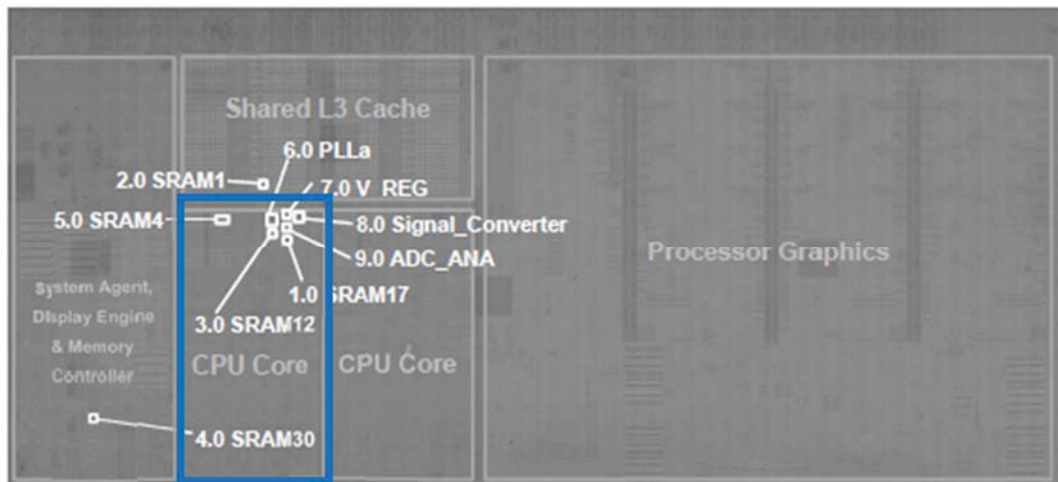 Shared L3 Cache
6.0 PLLa
2.0 SRAM1
7.0 V_REG
5.0 SRAM4
8.0 Signal_Converter
9.0 ADC_ANA
Processor Graphics
1.0 SRAM17
System Agent,
Display Engine
& Memory
Controller
3.0 SRAM12
CPU Core
CPU Core
4.0 SRAM30